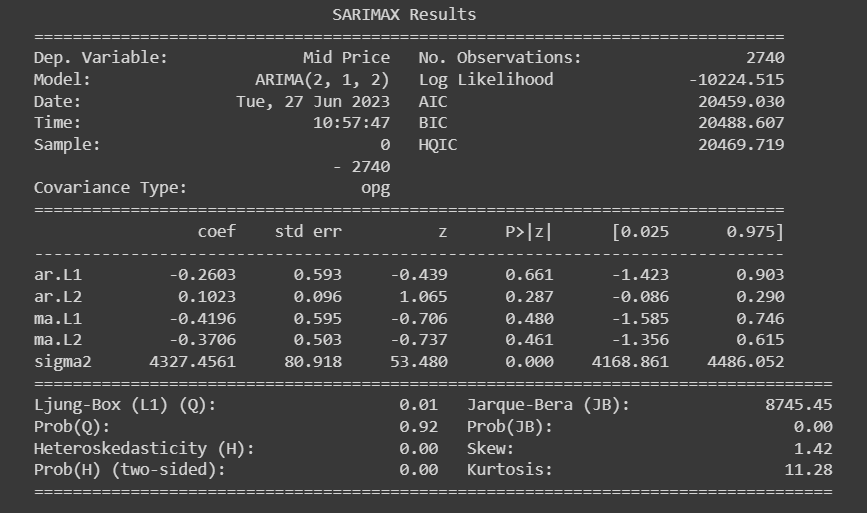 SARIMAX Results
==============================================================================
Dep. Variable: Mid Price No. Observations: 2740
Model: ARIMA(2, 1, 2) Log Likelihood -10224.515
Date: Tue, 27 Jun 2023 AIC 20459.030
Time: 10:57:47 BIC 20488.607
Sample: 0 HQIC 20469.719
- 2740
Covariance Type: opg
==============================================================================
coef std err z P>|z| [0.025 0.975]
------------------------------------------------------------------------------
ar.L1 -0.2603 0.593 -0.439 0.661 -1.423 0.903
ar.L2 0.1023 0.096 1.065 0.287 -0.086 0.290
ma.L1 -0.4196 0.595 -0.706 0.480 -1.585 0.746
ma.L2 -0.3706 0.503 -0.737 0.461 -1.356 0.615
sigma2 4327.4561 80.918 53.480 0.000 4168.861 4486.052
===================================================================================
Ljung-Box (L1) (Q): 0.01 Jarque-Bera (JB): 8745.45
Prob(Q): 0.92 Prob(JB): 0.00
Heteroskedasticity (H): 0.00 Skew: 1.42
Prob(H) (two-sided): 0.00 Kurtosis: 11.28
===================================================================================